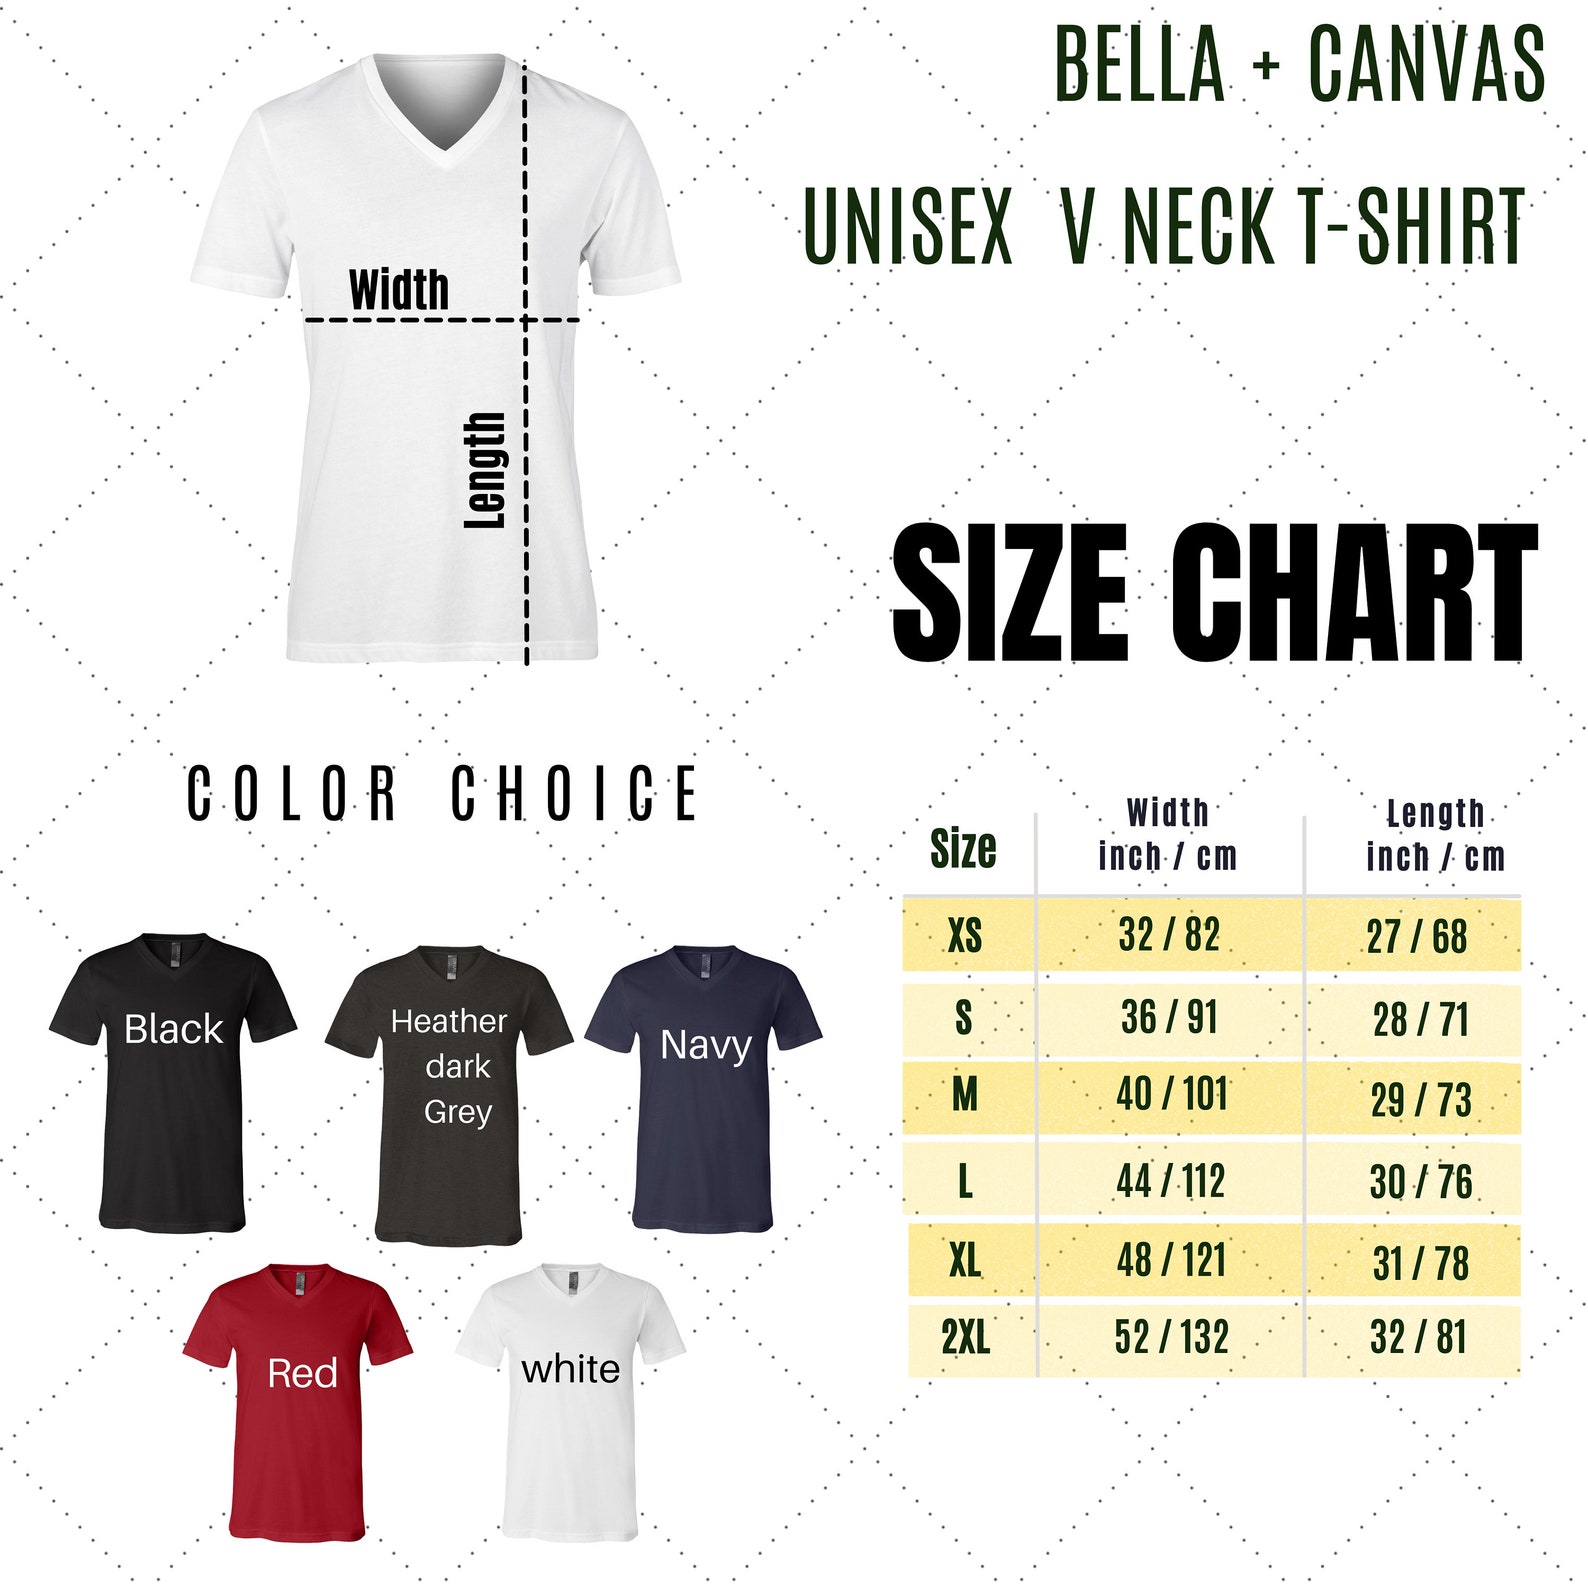 BELLA + CANVAS
UNISEX V NECK T-SHIRT
Width
Length
SIZE CHART
COLOR CHOICE
Black
Heather
dark
Grey
Navy
Red
white
Size
Width
inch / cm
Length
inch / cm
XS 32 / 82 27 / 68
S 36 / 91 28 / 71
M 40 / 101 29 / 73
L 44 / 112 30 / 76
XL 48 / 121 31 / 78
2XL 52 / 132 32 / 81